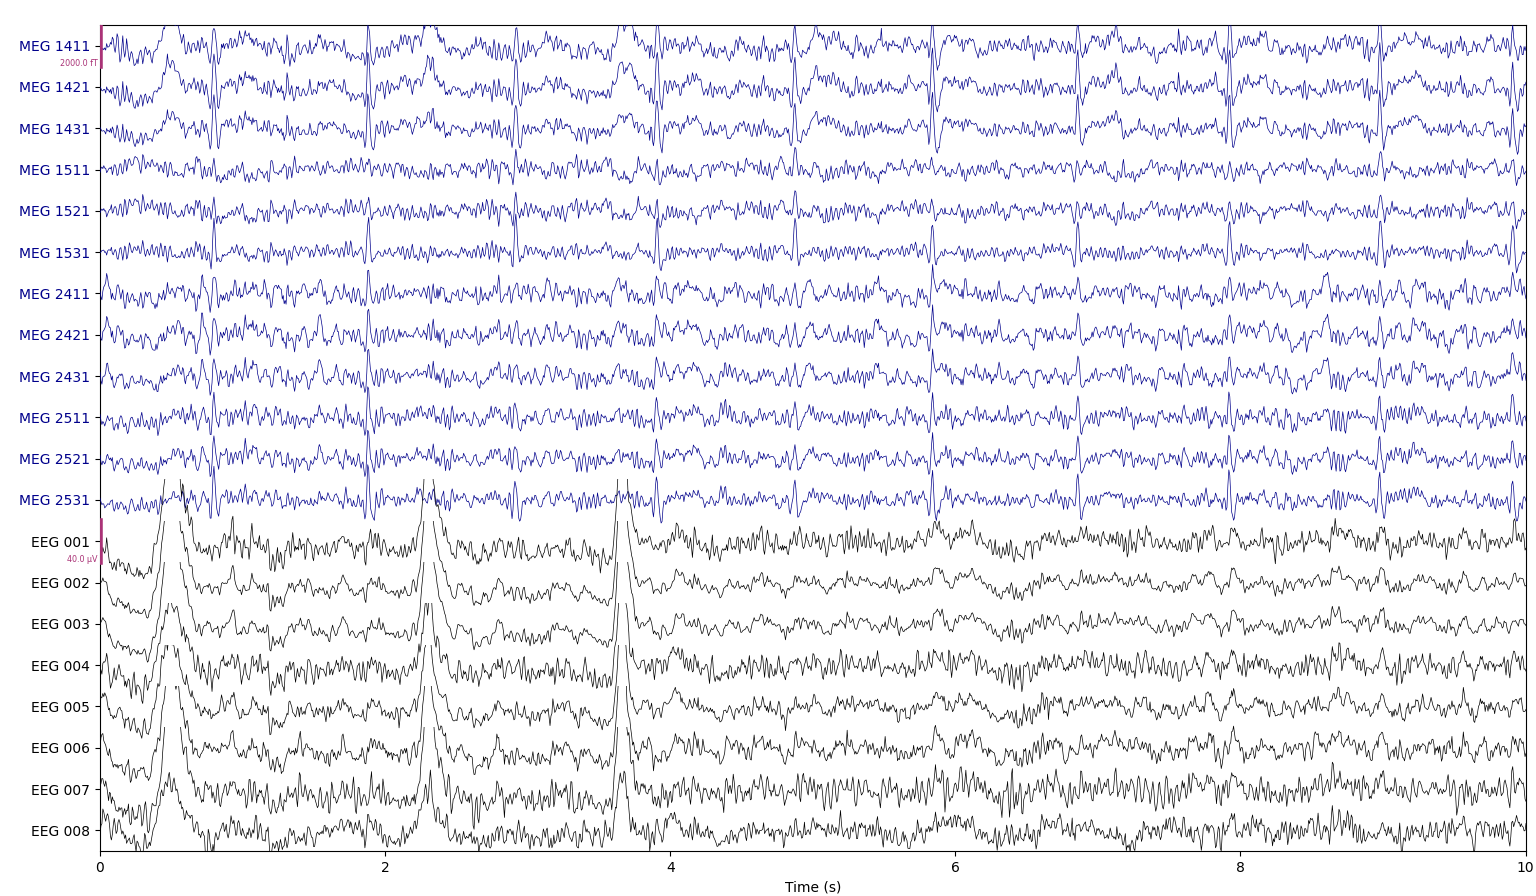 MEG 1411
2000.0 fT
MEG 1421
MEG 1431
MEG 1511
MEG 1521
MEG 1531
MEG 2411
MEG 2421
MEG 2431
MEG 2511
MEG 2521
MEG 2531
EEG 001
40.0 µV
EEG 002
EEG 003
EEG 004
EEG 005
EEG 006
EEG 007
EEG 008
0 2 4 6 8 10
Time (s)